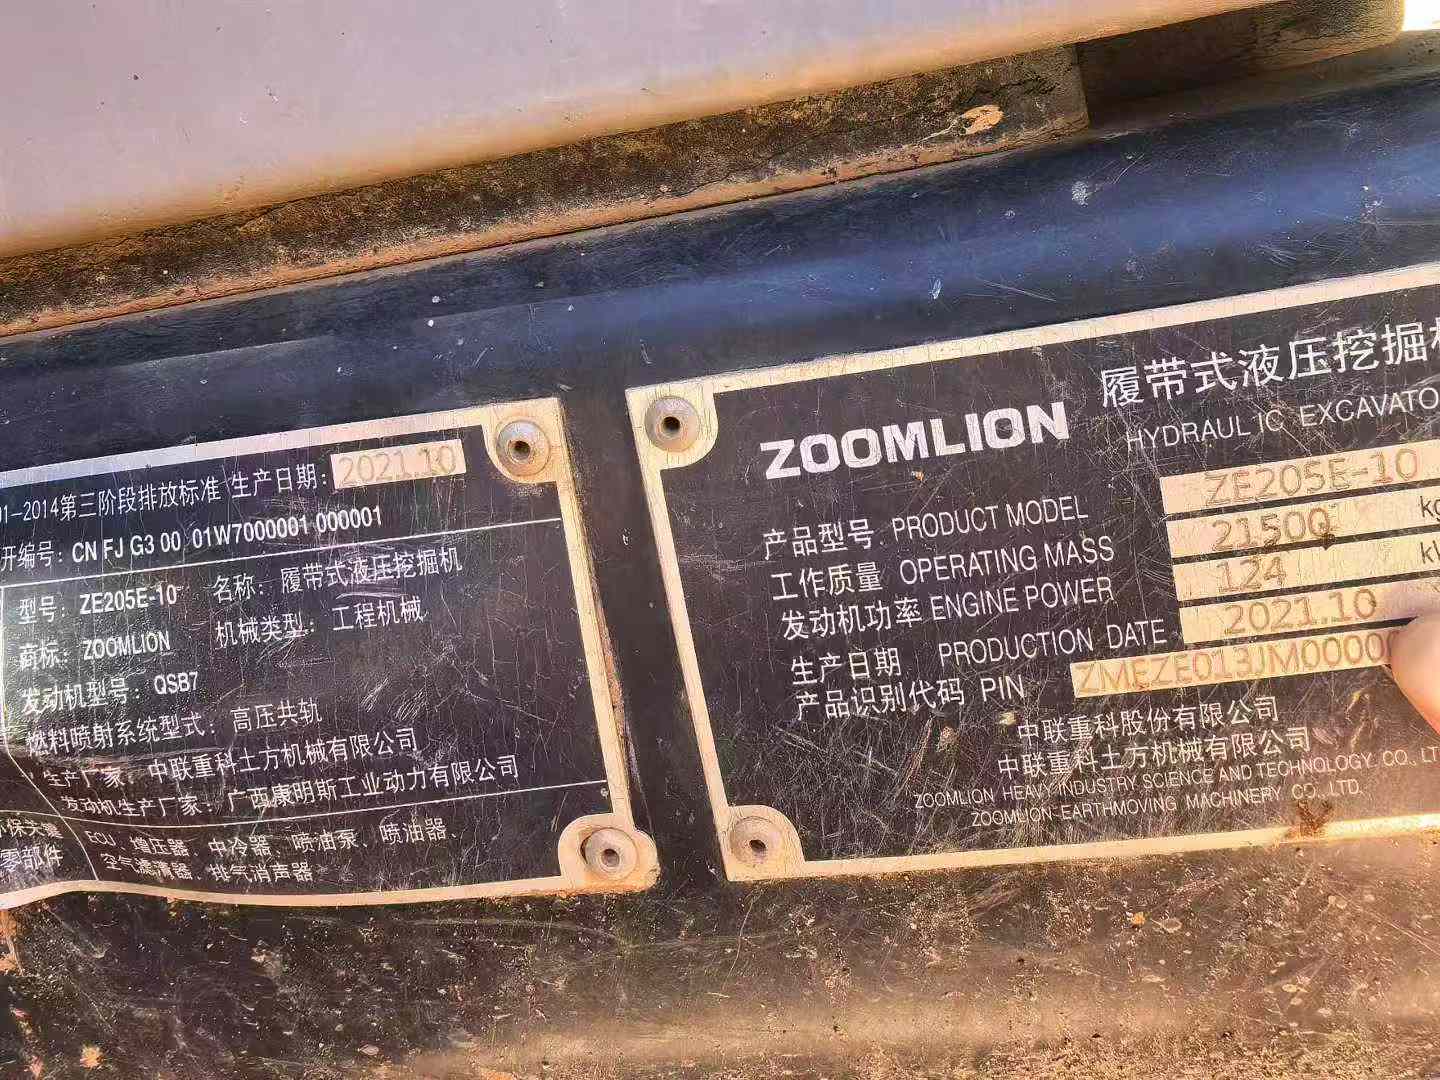 01-2014第三阶段排放标准 生产日期: 2021.10
开编号: CN FJ G3 00 01W7000001 000001
型号: ZE205E-10 名称: 履带式液压挖掘机
商标: ZOOMLION 机械类型: 工程机械
发动机型号: QSB7
燃料喷射系统型式: 高压共轨
生产厂家: 中联重科土方机械有限公司
发动机生产厂家: 广西康明斯工业动力有限公司
环保关键 ECU、增压器、中冷器、喷油泵、喷油器、
零部件 空气滤清器、排气消声器
ZOOMLION 履带式液压挖掘机
HYDRAULIC EXCAVATO
产品型号 PRODUCT MODEL ZE205E-10
工作质量 OPERATING MASS 21500 kg
发动机功率 ENGINE POWER 124 k
生产日期 PRODUCTION DATE 2021.10
产品识别代码 PIN ZMEZE013JM0000
中联重科股份有限公司
中联重科土方机械有限公司
ZOOMLION HEAVY INDUSTRY SCIENCE AND TECHNOLOGY CO., LT
ZOOMLION EARTHMOVING MACHINERY CO., LTD.